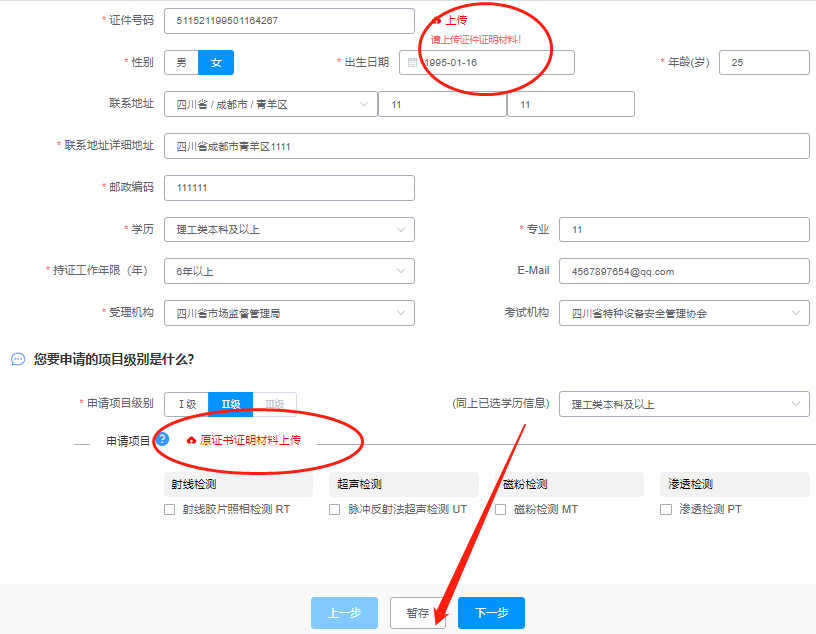 * 证件号码 511521199501164267 上传
请上传证件证明材料!
* 性别 男 女 * 出生日期 1995-01-16 * 年龄(岁) 25
联系地址 四川省 / 成都市 / 青羊区 11 11
* 联系地址详细地址 四川省成都市青羊区1111
* 邮政编码 111111
* 学历 理工类本科及以上 * 专业 11
* 持证工作年限（年） 6年以上 E-Mail 4567897654@qq.com
* 受理机构 四川省市场监督管理局 考试机构 四川省特种设备安全管理协会
您要申请的项目级别是什么?
* 申请项目级别 I 级 II级 III级 (同上已选学历信息) 理工类本科及以上
申请项目 ? 原证书证明材料上传
射线检测 超声检测 磁粉检测 渗透检测
射线胶片照相检测 RT 脉冲反射法超声检测 UT 磁粉检测 MT 渗透检测 PT
上一步 暂存 下一步